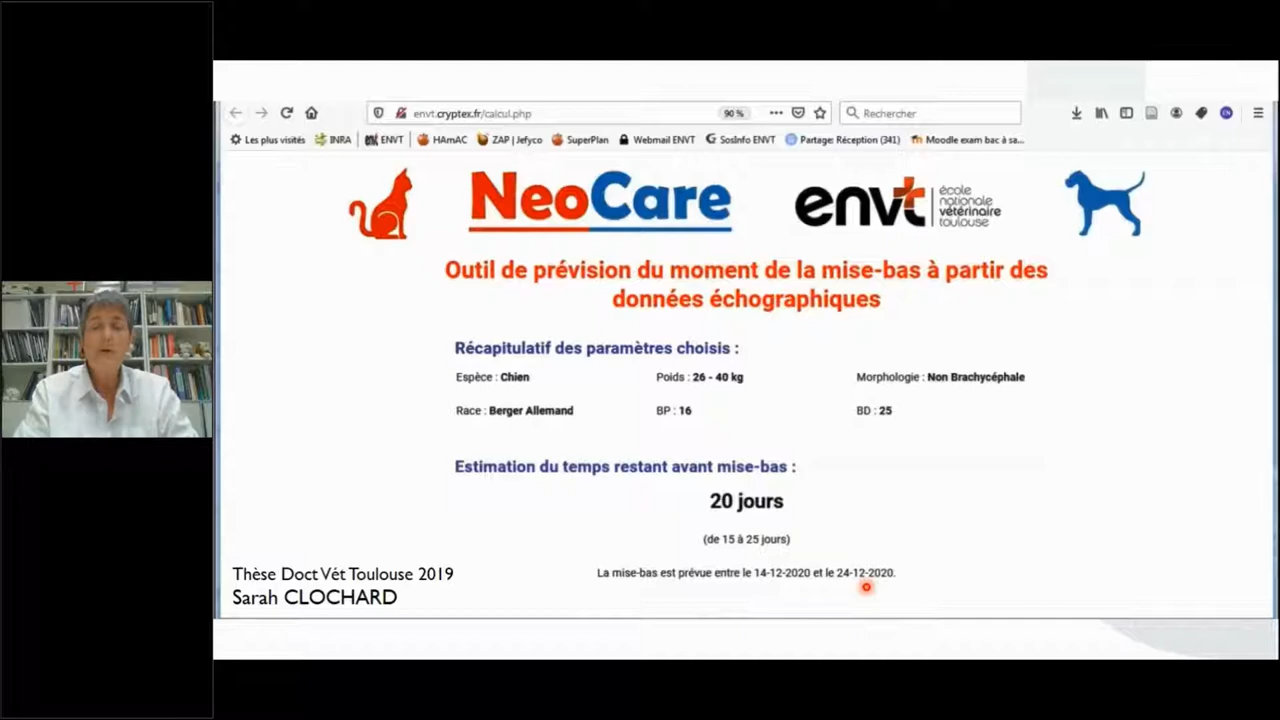 envt.cryptex.fr/calcul.php
90 %
Rechercher
Les plus visités
INRA
ENVT
HAmAC
ZAP | Jefyco
SuperPlan
Webmail ENVT
SosInfo ENVT
Partage: Réception (341)
Moodle exam bac à sa...
NeoCare
envt
école
nationale
vétérinaire
toulouse
Outil de prévision du moment de la mise-bas à partir des
données échographiques
Récapitulatif des paramètres choisis :
Espèce : Chien
Poids : 26 - 40 kg
Morphologie : Non Brachycéphale
Race : Berger Allemand
BP : 16
BD : 25
Estimation du temps restant avant mise-bas :
20 jours
(de 15 à 25 jours)
La mise-bas est prévue entre le 14-12-2020 et le 24-12-2020.
Thèse Doct Vét Toulouse 2019
Sarah CLOCHARD